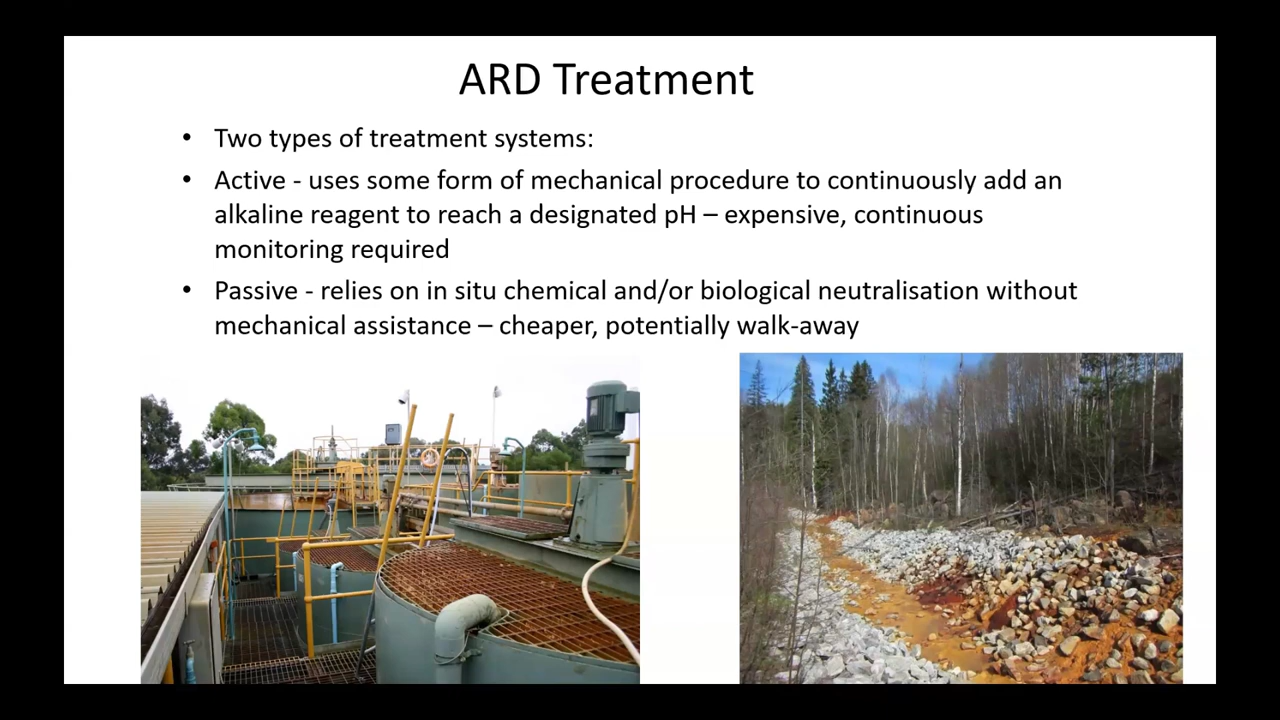 ARD Treatment
• Two types of treatment systems:
• Active - uses some form of mechanical procedure to continuously add an
alkaline reagent to reach a designated pH – expensive, continuous
monitoring required
• Passive - relies on in situ chemical and/or biological neutralisation without
mechanical assistance – cheaper, potentially walk-away